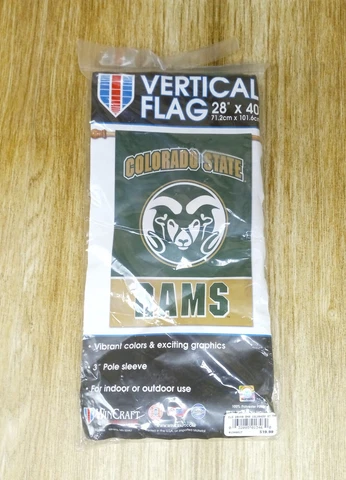 VERTICAL
FLAG 28" x 40
71.2cm x 101.6cm
COLORADO STATE
RAMS
• Vibrant colors & exciting graphics
• 3" Pole sleeve
• For indoor or outdoor use
WINCRAFT